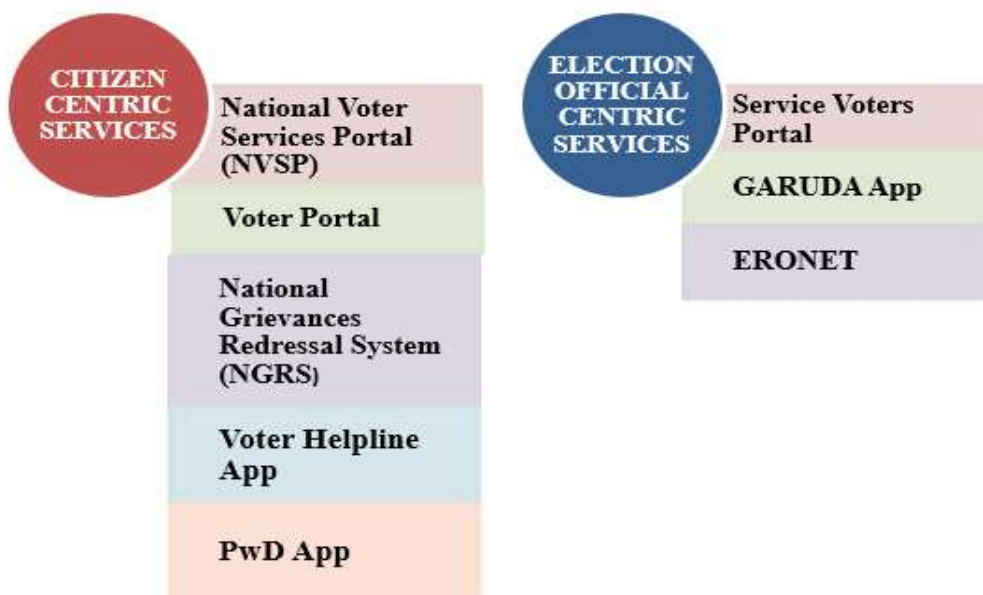 CITIZEN
CENTRIC
SERVICES
National Voter
Services Portal
(NVSP)
Voter Portal
National
Grievances
Redressal System
(NGRS)
Voter Helpline
App
PwD App
ELECTION
OFFICIAL
CENTRIC
SERVICES
Service Voters
Portal
GARUDA App
ERONET